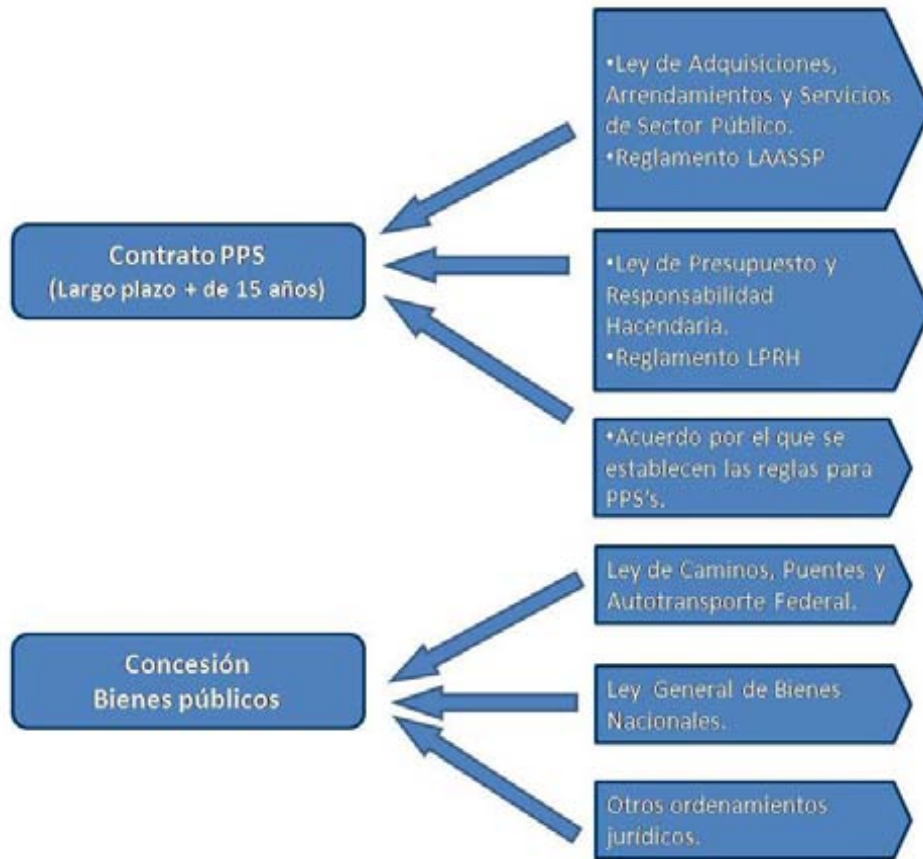 •Ley de Adquisiciones,
Arrendamientos y Servicios
de Sector Público.
•Reglamento LAASSP
Contrato PPS
(Largo plazo + de 15 años)
•Ley de Presupuesto y
Responsabilidad
Hacendaria.
•Reglamento LPRH
•Acuerdo por el que se
establecen las reglas para
PPS's.
Ley de Caminos, Puentes y
Autotransporte Federal.
Concesión
Bienes públicos
Ley General de Bienes
Nacionales.
Otros ordenamientos
jurídicos.